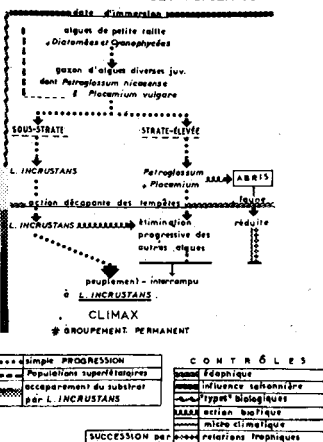 date d'immersion
algues de petite taille
Diatomées et Cyanophycées
gazon d'algues diverses juv.
dont Petroglossum nicaeense
& Plocamium vulgare
SOUS-STRATE STRATE-ÉLEVÉE
L. INCRUSTANS Petroglossum
+ Plocamium
ABRIS
faune
action décapante des tempêtes
L. INCRUSTANS élimination
progressive des
autres algues
réduite
peuplement - interrompu
à L. INCRUSTANS.
CLIMAX
# GROUPEMENT PERMANENT
simple PROGRESSION
Populations superfétatoires
accaparement du substrat
par L. INCRUSTANS
CONTRÔLES
édaphique
influence saisonnière
"types" biologiques
action biotique
micro climatique
SUCCESSION par relations trophiques